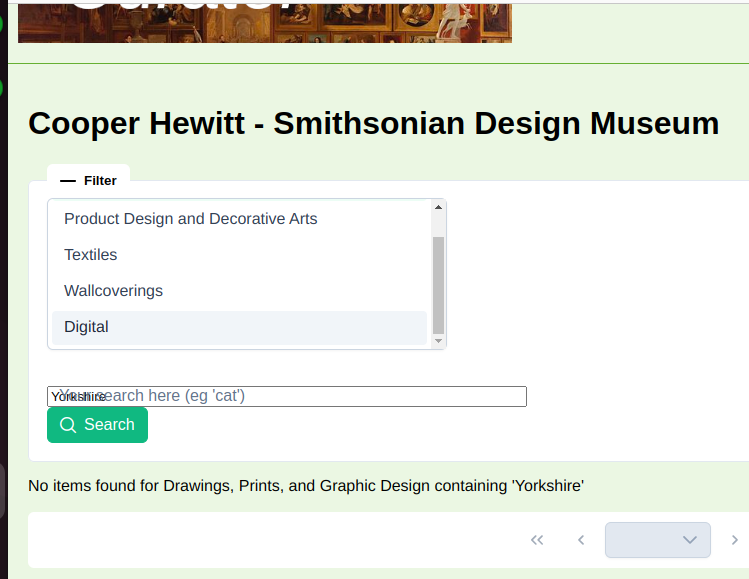 Cooper Hewitt - Smithsonian Design Museum
Filter
Product Design and Decorative Arts
Textiles
Wallcoverings
Digital
Yorkshire
Your search here (eg 'cat')
Search
No items found for Drawings, Prints, and Graphic Design containing 'Yorkshire'